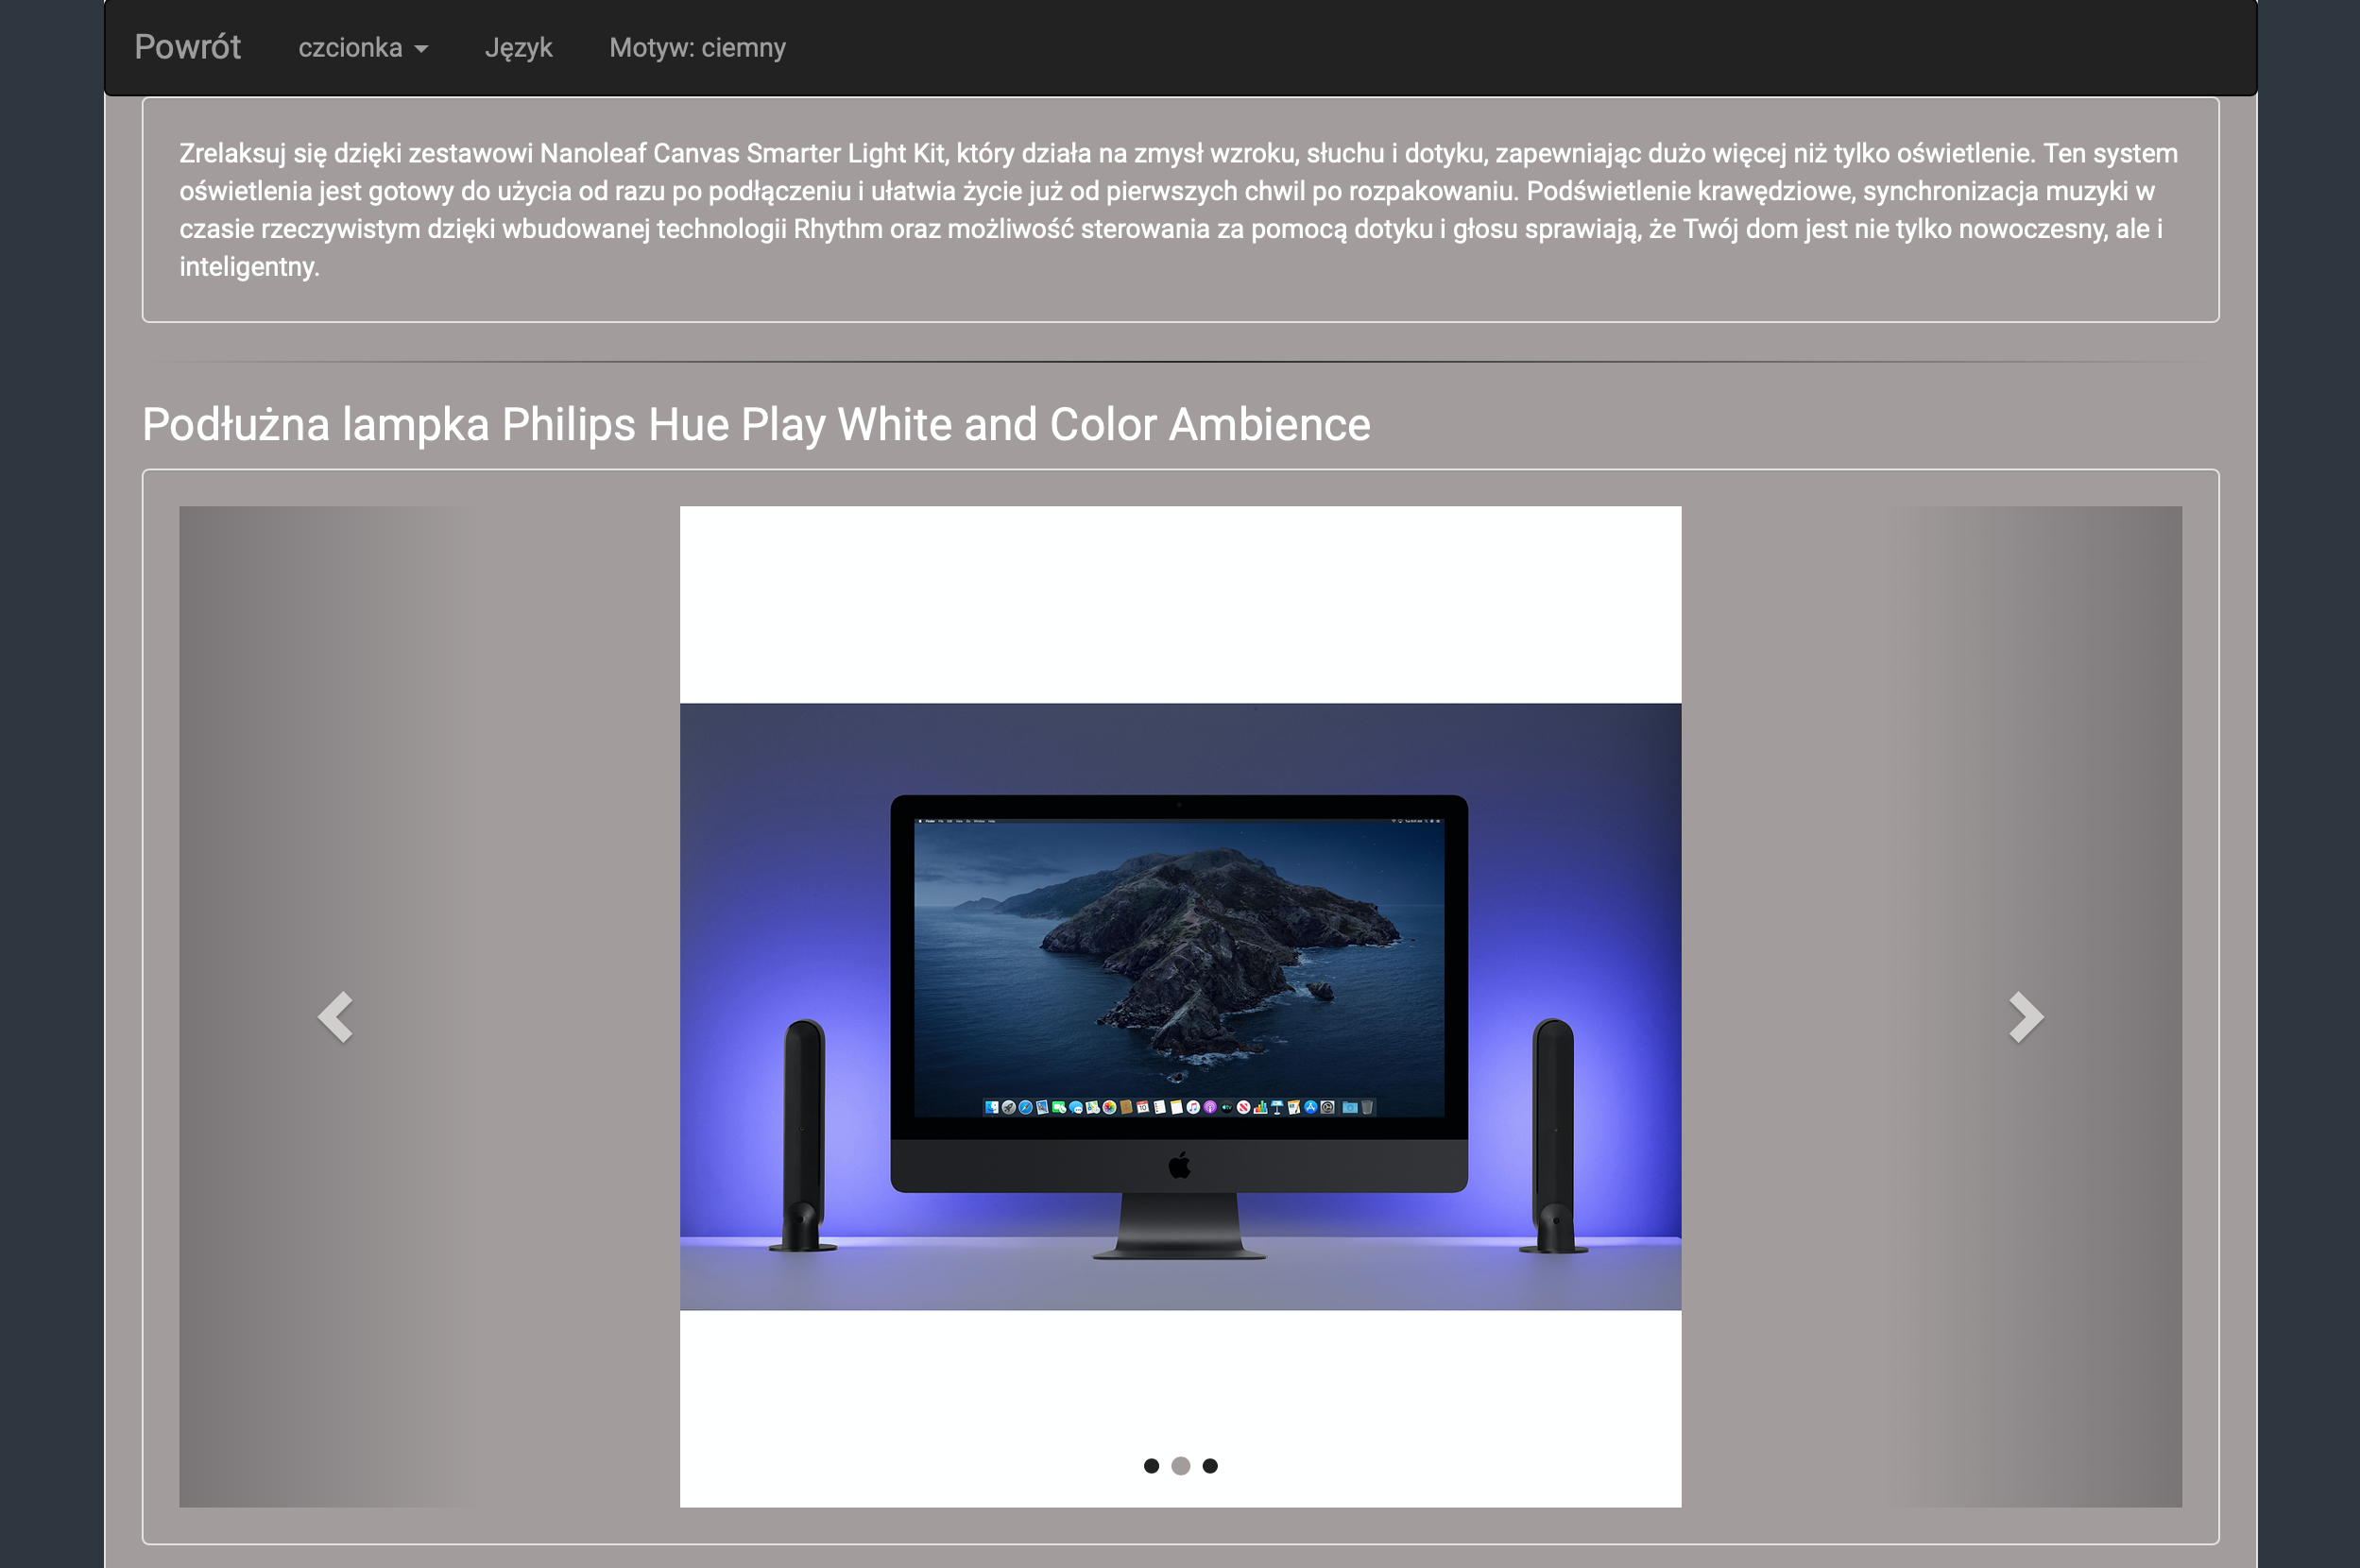 Powrót czcionka Język Motyw: ciemny
Zrelaksuj się dzięki zestawowi Nanoleaf Canvas Smarter Light Kit, który działa na zmysł wzroku, słuchu i dotyku, zapewniając dużo więcej niż tylko oświetlenie. Ten system
oświetlenia jest gotowy do użycia od razu po podłączeniu i ułatwia życie już od pierwszych chwil po rozpakowaniu. Podświetlenie krawędziowe, synchronizacja muzyki w
czasie rzeczywistym dzięki wbudowanej technologii Rhythm oraz możliwość sterowania za pomocą dotyku i głosu sprawiają, że Twój dom jest nie tylko nowoczesny, ale i
inteligentny.
Podłużna lampka Philips Hue Play White and Color Ambience